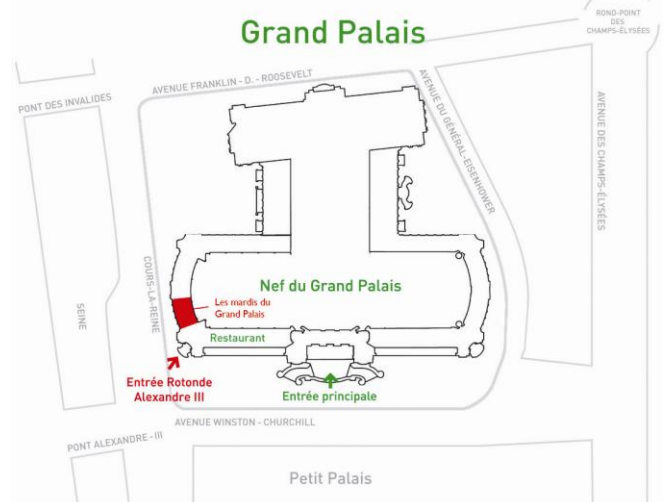 Grand Palais
ROND-POINT
DES
CHAMPS-ÉLYSÉES
AVENUE FRANKLIN - D. - ROOSEVELT
PONT DES INVALIDES
AVENUE DU GÉNÉRAL-EISENHOWER
AVENUE DES CHAMPS-ÉLYSÉES
COURS-LA-REINE
SEINE
Nef du Grand Palais
Les mardis du
Grand Palais
Restaurant
Entrée Rotonde
Alexandre III
Entrée principale
AVENUE WINSTON - CHURCHILL
PONT ALEXANDRE - III
Petit Palais